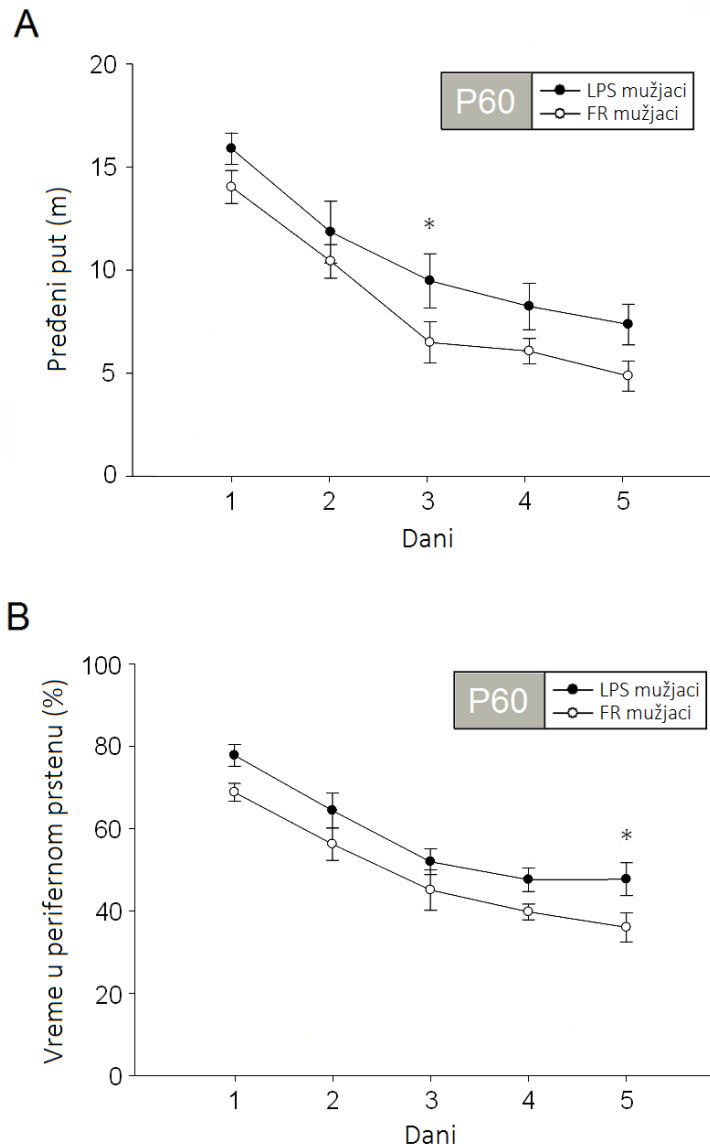 A
20
15
10
5
0
Pređeni put (m)
P60
LPS mužjaci
FR mužjaci
*
1 2 3 4 5
Dani
B
100
80
60
40
20
0
Vreme u perifernom prstenu (%)
P60
LPS mužjaci
FR mužjaci
*
1 2 3 4 5
Dani